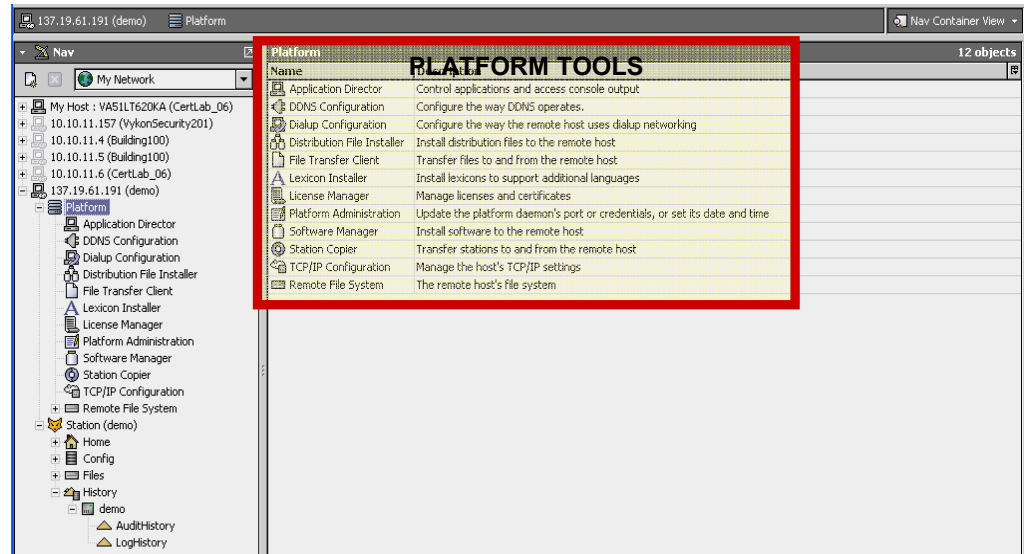 137.19.61.191 (demo) Platform Nav Container View
Nav
My Network
My Host : VA51LT620KA (CertLab_06)
10.10.11.157 (VykonSecurity201)
10.10.11.4 (Building100)
10.10.11.5 (Building100)
10.10.11.6 (CertLab_06)
137.19.61.191 (demo)
Platform
Application Director
DDNS Configuration
Dialup Configuration
Distribution File Installer
File Transfer Client
Lexicon Installer
License Manager
Platform Administration
Software Manager
Station Copier
TCP/IP Configuration
Remote File System
Station (demo)
Home
Config
Files
History
demo
AuditHistory
LogHistory
Platform 12 objects
PLATFORM TOOLS
Name Description
Application Director Control applications and access console output
DDNS Configuration Configure the way DDNS operates.
Dialup Configuration Configure the way the remote host uses dialup networking
Distribution File Installer Install distribution files to the remote host
File Transfer Client Transfer files to and from the remote host
Lexicon Installer Install lexicons to support additional languages
License Manager Manage licenses and certificates
Platform Administration Update the platform daemon's port or credentials, or set its date and time
Software Manager Install software to the remote host
Station Copier Transfer stations to and from the remote host
TCP/IP Configuration Manage the host's TCP/IP settings
Remote File System The remote host's file system